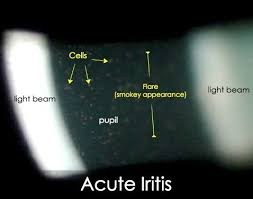 Cells
Flare
(smokey appearance)
light beam
light beam
pupil
Acute Iritis